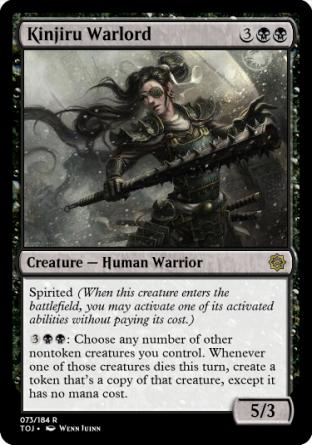 Kinjiru Warlord 3
Creature — Human Warrior
Spirited (When this creature enters the
battlefield, you may activate one of its activated
abilities without paying its cost.)
3 : Choose any number of other
nontoken creatures you control. Whenever
one of those creatures dies this turn, create a
token that's a copy of that creature, except it
has no mana cost.
5/3
073/184 R
TOJ • Wenn Juinn